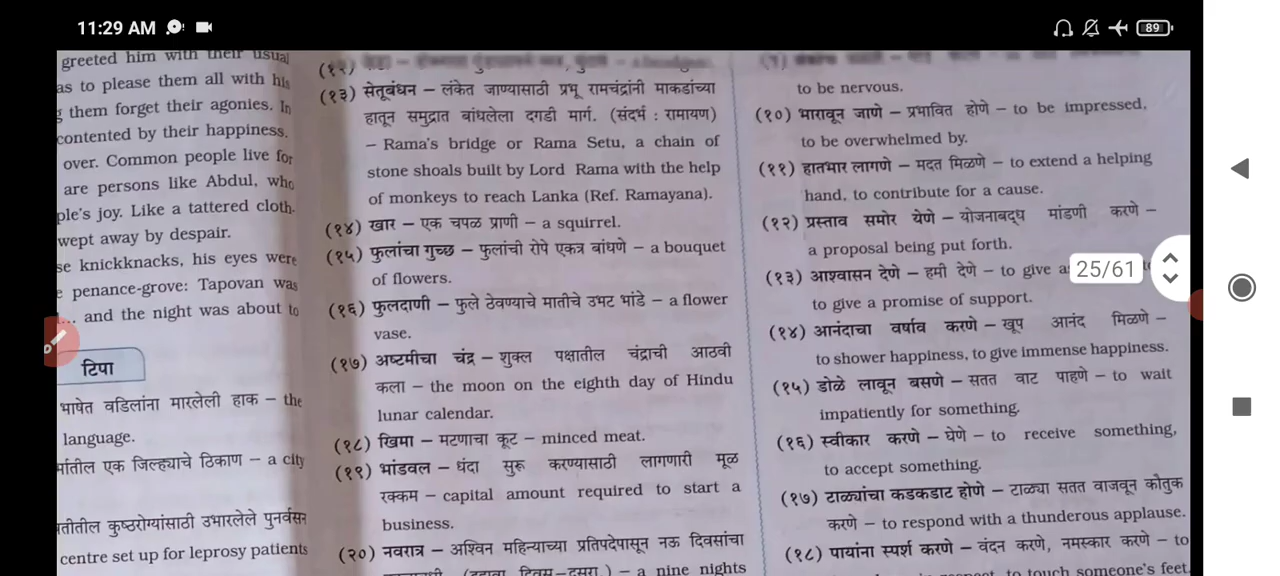 11:29 AM
89
greeted him with their usual
as to please them all with his
them forget their agonies. In
contented by their happiness.
over. Common people live for
are persons like Abdul, who
ple's joy. Like a tattered cloth.
wept away by despair.
se knickknacks, his eyes were
penance-grove: Tapovan was
... and the night was about to
टिपा
भाषेत वडिलांना मारलेली हाक – the
language.
र्मातील एक जिल्ह्याचे ठिकाण – a city
तीतील कुष्ठरोग्यांसाठी उभारलेले पुनर्वसन
centre set up for leprosy patients
(१३) सेतूबंधन – लंकेत जाण्यासाठी प्रभू रामचंद्रांनी माकडांच्या
हातून समुद्रात बांधलेला दगडी मार्ग. (संदर्भ : रामायण)
– Rama's bridge or Rama Setu, a chain of
stone shoals built by Lord Rama with the help
of monkeys to reach Lanka (Ref. Ramayana).
(१४) खार – एक चपळ प्राणी – a squirrel.
(१५) फुलांचा गुच्छ – फुलांची रोपे एकत्र बांधणे – a bouquet
of flowers.
(१६) फुलदाणी – फुले ठेवण्याचे मातीचे उभट भांडे – a flower
vase.
(१७) अष्टमीचा चंद्र – शुक्ल पक्षातील चंद्राची आठवी
कला – the moon on the eighth day of Hindu
lunar calendar.
(१८) खिमा – मटणाचा कूट – minced meat.
(१९) भांडवल – धंदा सुरू करण्यासाठी लागणारी मूळ
रक्कम – capital amount required to start a
business.
(२०) नवरात्र – अश्विन महिन्याच्या प्रतिपदेपासून नऊ दिवसांचा
(दहावा दिवस–दसरा.) – a nine nights
to be nervous.
(१०) भारावून जाणे – प्रभावित होणे – to be impressed,
to be overwhelmed by.
(११) हातभार लागणे – मदत मिळणे – to extend a helping
hand, to contribute for a cause.
(१२) प्रस्ताव समोर येणे – योजनाबद्ध मांडणी करणे –
a proposal being put forth.
(१३) आश्वासन देणे – हमी देणे – to give
to give a promise of support.
(१४) आनंदाचा वर्षाव करणे – खूप आनंद मिळणे –
to shower happiness, to give immense happiness.
(१५) डोळे लावून बसणे – सतत वाट पाहणे – to wait
impatiently for something.
(१६) स्वीकार करणे – घेणे – to receive something,
to accept something.
(१७) टाळ्यांचा कडकडाट होणे – टाळ्या सतत वाजवून कौतुक
करणे – to respond with a thunderous applause.
(१८) पायांना स्पर्श करणे – वंदन करणे, नमस्कार करणे – to
to touch someone's feet
25/61